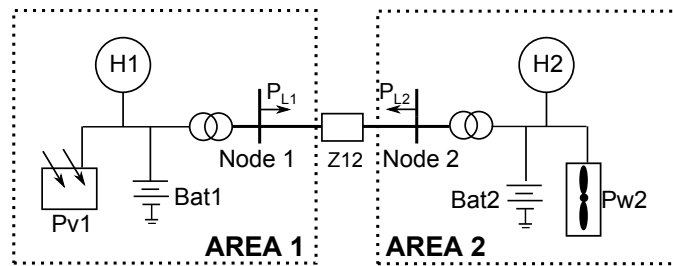 H1
H2
P_L1
P_L2
Node 1
Z12
Node 2
Pv1
Bat1
Bat2
Pw2
AREA 1
AREA 2